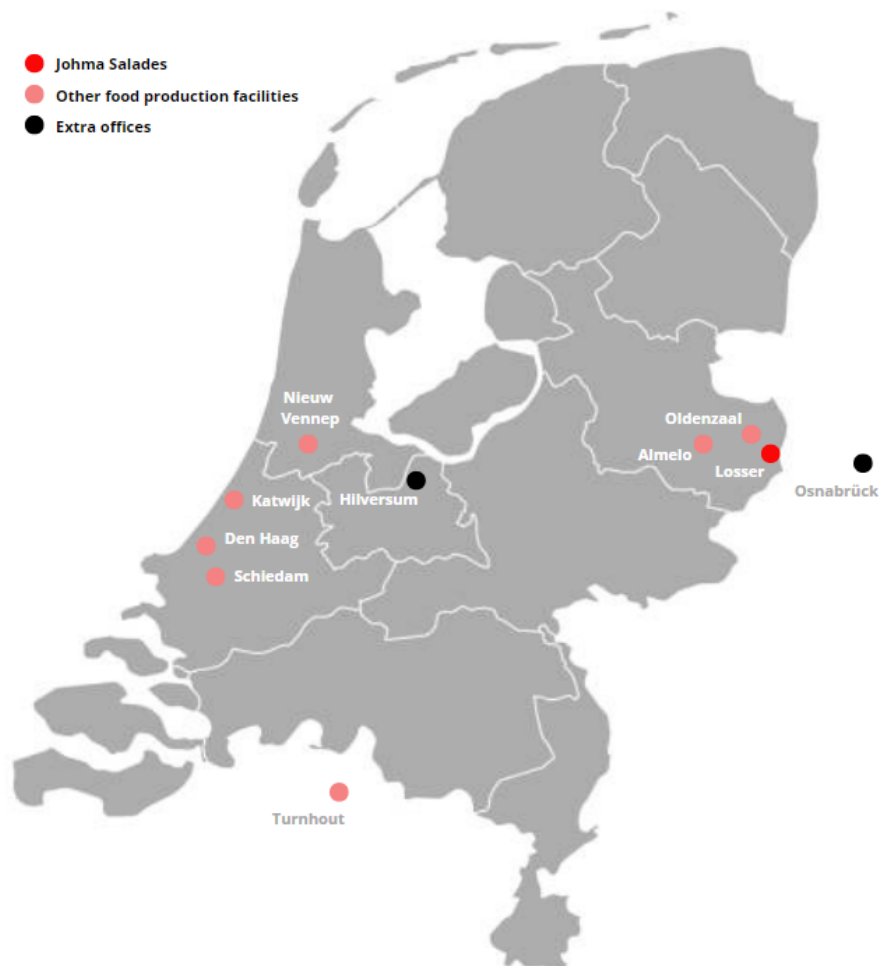 Johma Salades
Other food production facilities
Extra offices
Nieuw
Vennep
Oldenzaal
Almelo
Losser
Osnabrück
Hilversum
Katwijk
Den Haag
Schiedam
Turnhout